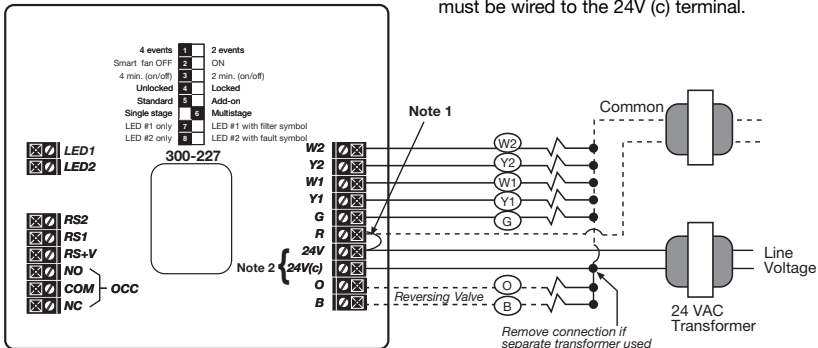 must be wired to the 24V (c) terminal.
4 events 1 2 events
Smart fan OFF 2 ON
4 min. (on/off) 3 2 min. (on/off)
Unlocked 4 Locked
Standard 5 Add-on
Single stage 6 Multistage
LED #1 only 7 LED #1 with filter symbol
LED #2 only 8 LED #2 with fault symbol
300-227
LED1
LED2
RS2
RS1
RS+V
NO
COM
NC
OCC
Note 1
Note 2
W2
Y2
W1
Y1
G
R
24V
24V(c)
O
B
W2
Y2
W1
Y1
G
O
Reversing Valve
B
Common
Line
Voltage
24 VAC
Transformer
Remove connection if
separate transformer used